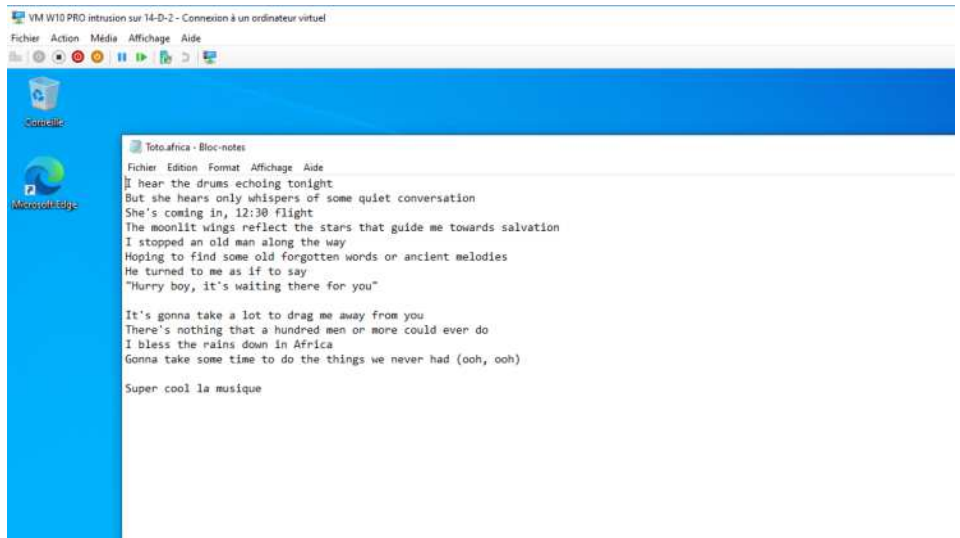 VM W10 PRO intrusion sur 14-D-2 - Connexion à un ordinateur virtuel
Fichier Action Média Affichage Aide
Corbeille
Toto.africa - Bloc-notes
Fichier Edition Format Affichage Aide
Microsoft Edge
I hear the drums echoing tonight
But she hears only whispers of some quiet conversation
She's coming in, 12:30 flight
The moonlit wings reflect the stars that guide me towards salvation
I stopped an old man along the way
Hoping to find some old forgotten words or ancient melodies
He turned to me as if to say
"Hurry boy, it's waiting there for you"

It's gonna take a lot to drag me away from you
There's nothing that a hundred men or more could ever do
I bless the rains down in Africa
Gonna take some time to do the things we never had (ooh, ooh)

Super cool la musique